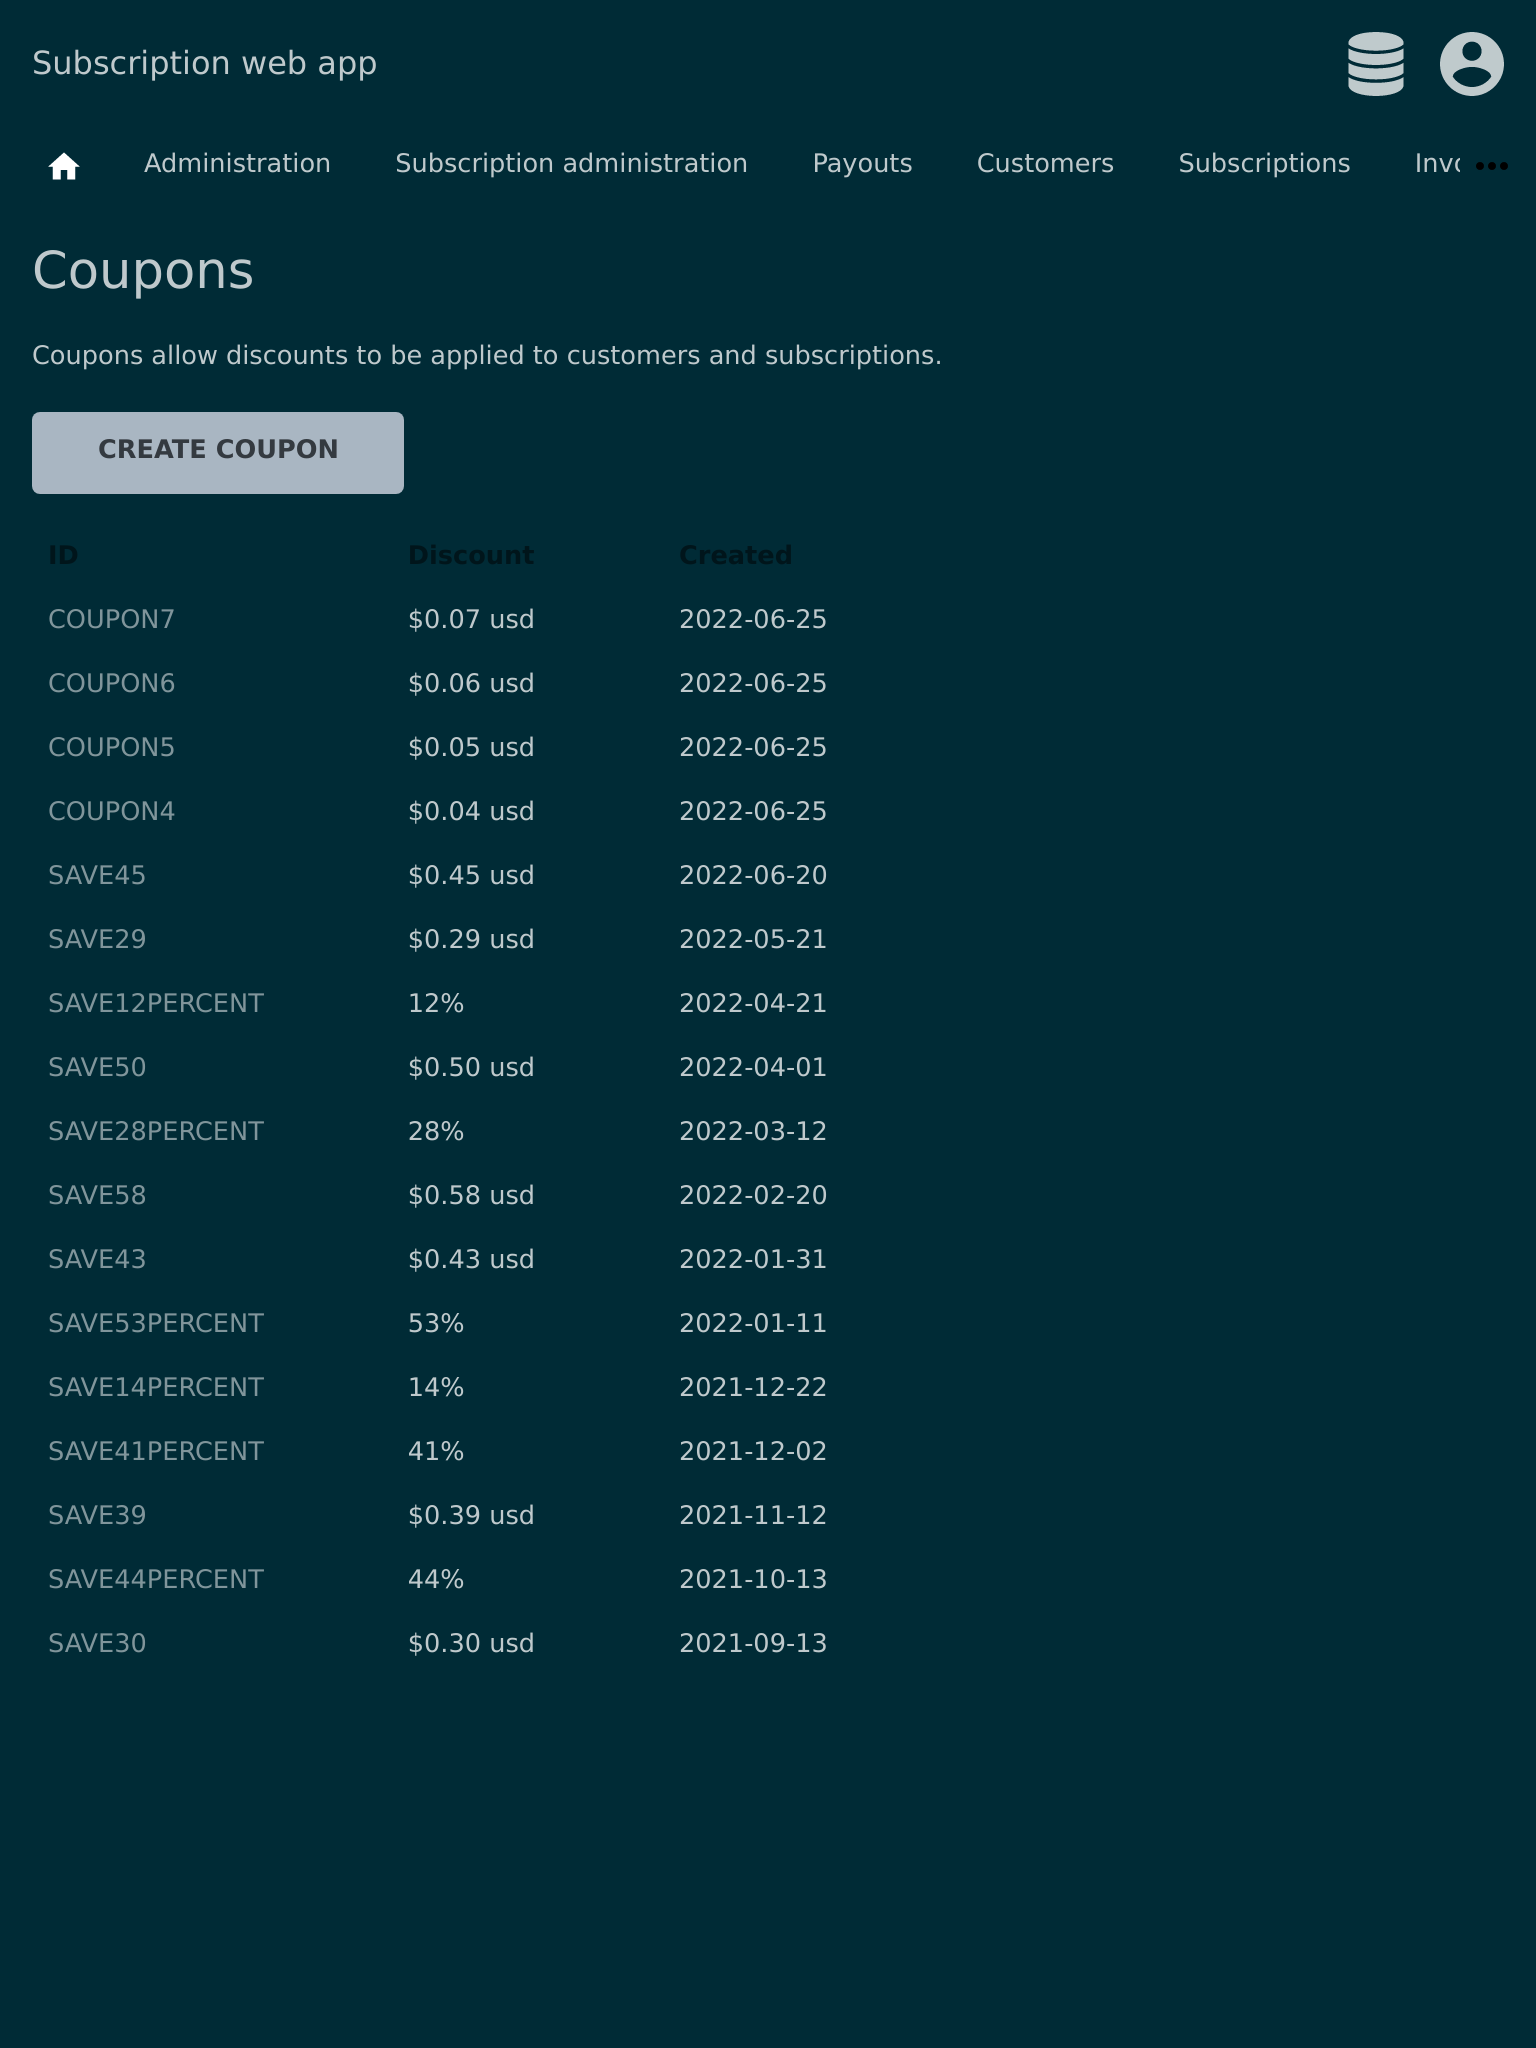 Subscription web app
Administration Subscription administration Payouts Customers Subscriptions
Coupons
Coupons allow discounts to be applied to customers and subscriptions.
CREATE COUPON
ID Discount Created
COUPON7 $0.07 usd 2022-06-25
COUPON6 $0.06 usd 2022-06-25
COUPON5 $0.05 usd 2022-06-25
COUPON4 $0.04 usd 2022-06-25
SAVE45 $0.45 usd 2022-06-20
SAVE29 $0.29 usd 2022-05-21
SAVE12PERCENT 12% 2022-04-21
SAVE50 $0.50 usd 2022-04-01
SAVE28PERCENT 28% 2022-03-12
SAVE58 $0.58 usd 2022-02-20
SAVE43 $0.43 usd 2022-01-31
SAVE53PERCENT 53% 2022-01-11
SAVE14PERCENT 14% 2021-12-22
SAVE41PERCENT 41% 2021-12-02
SAVE39 $0.39 usd 2021-11-12
SAVE44PERCENT 44% 2021-10-13
SAVE30 $0.30 usd 2021-09-13